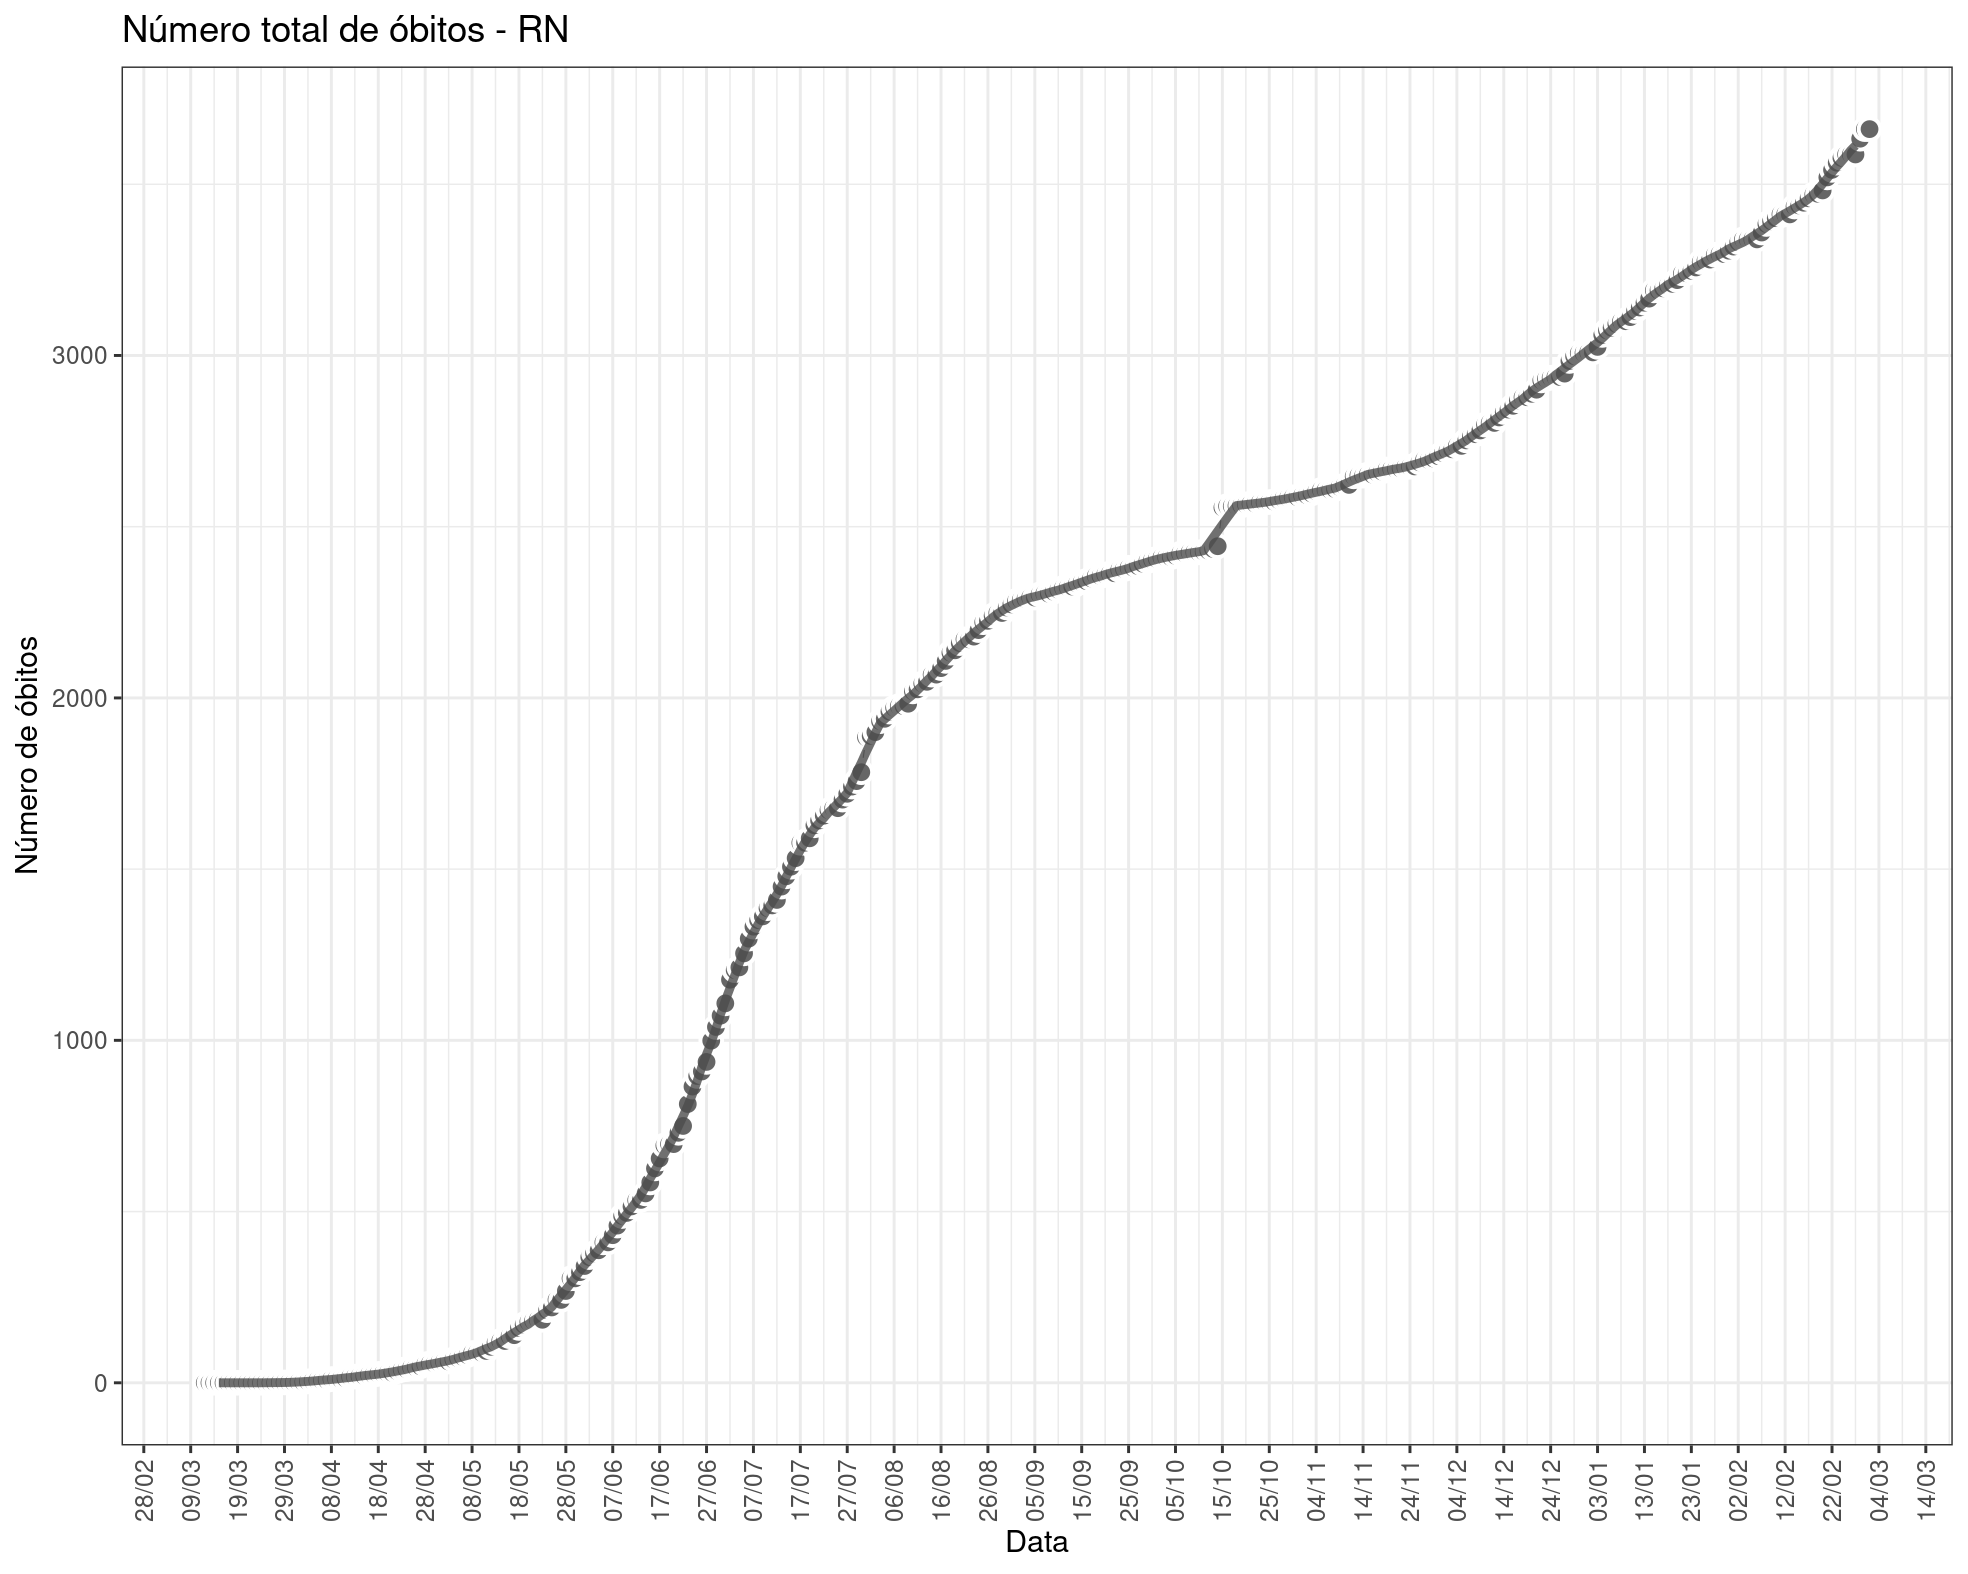 Número total de óbitos - RN
Número de óbitos
3000
2000
1000
0
28/02 09/03 19/03 29/03 08/04 18/04 28/04 08/05 18/05 28/05 07/06 17/06 27/06 07/07 17/07 27/07 06/08 16/08 26/08 05/09 15/09 25/09 05/10 15/10 25/10 04/11 14/11 24/11 04/12 14/12 24/12 03/01 13/01 23/01 02/02 12/02 22/02 04/03 14/03
Data